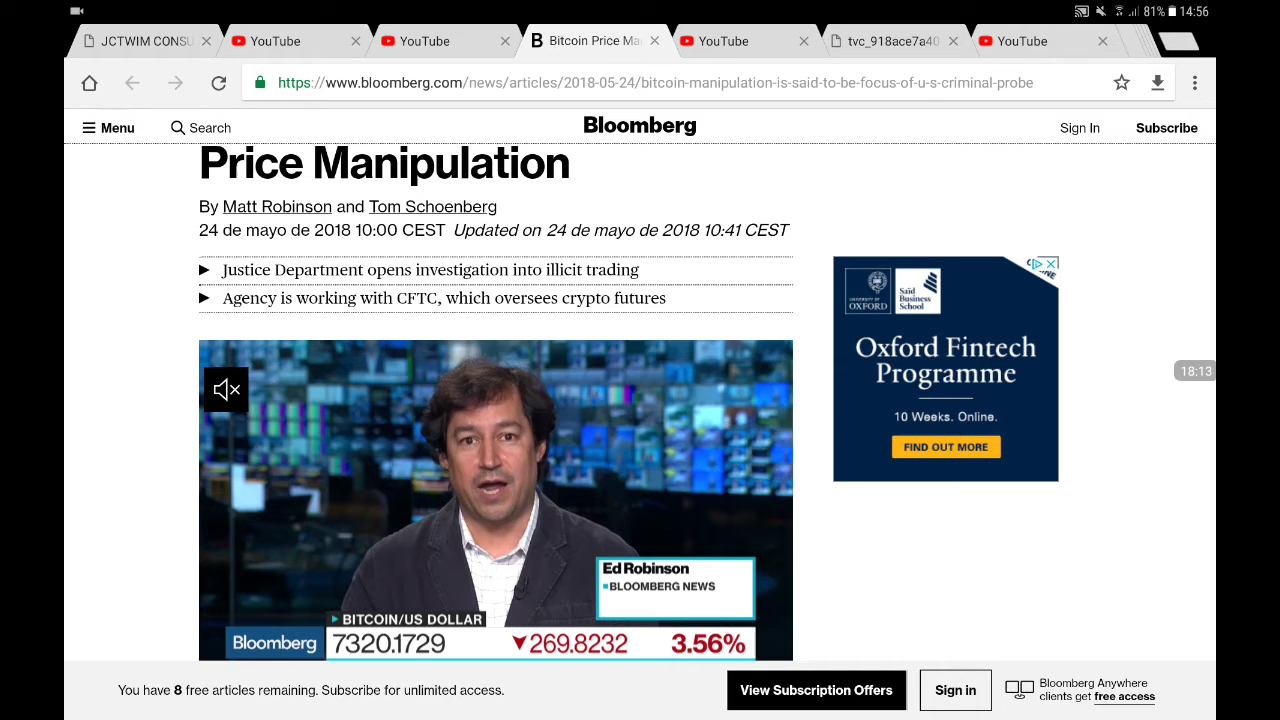 81% 14:56
JCTWIM CONSU
YouTube
YouTube
Bitcoin Price Ma
YouTube
tvc_918ace7a40
YouTube
https://www.bloomberg.com/news/articles/2018-05-24/bitcoin-manipulation-is-said-to-be-focus-of-u-s-criminal-probe
Menu
Search
Bloomberg
Sign In
Subscribe
Price Manipulation
By Matt Robinson and Tom Schoenberg
24 de mayo de 2018 10:00 CEST Updated on 24 de mayo de 2018 10:41 CEST
Justice Department opens investigation into illicit trading
Agency is working with CFTC, which oversees crypto futures
UNIVERSITY OF OXFORD
Saïd Business School
Oxford Fintech
Programme
10 Weeks. Online.
FIND OUT MORE
18:13
Ed Robinson
BLOOMBERG NEWS
BITCOIN/US DOLLAR
Bloomberg 7320.1729 ▼269.8232 3.56%
You have 8 free articles remaining. Subscribe for unlimited access.
View Subscription Offers
Sign in
Bloomberg Anywhere
clients get free access